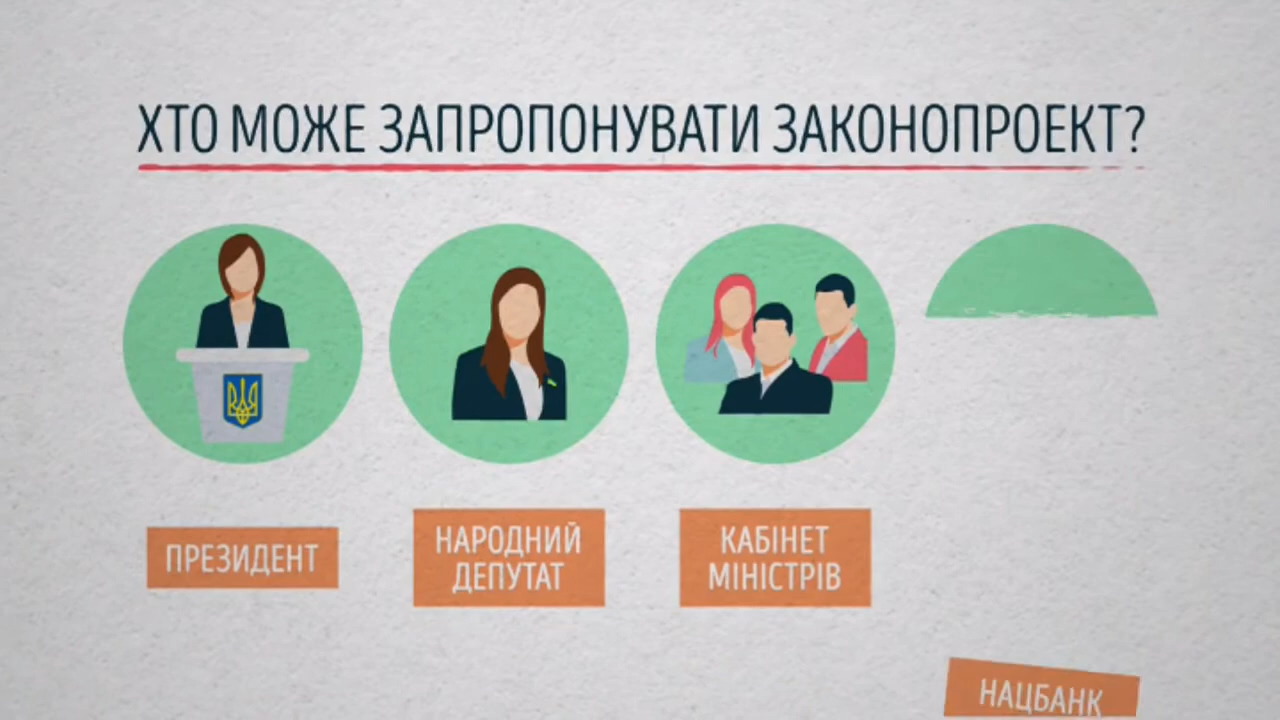 ХТО МОЖЕ ЗАПРОПОНУВАТИ ЗАКОНОПРОЕКТ?
ПРЕЗИДЕНТ
НАРОДНИЙ
ДЕПУТАТ
КАБІНЕТ
МІНІСТРІВ
НАЦБАНК